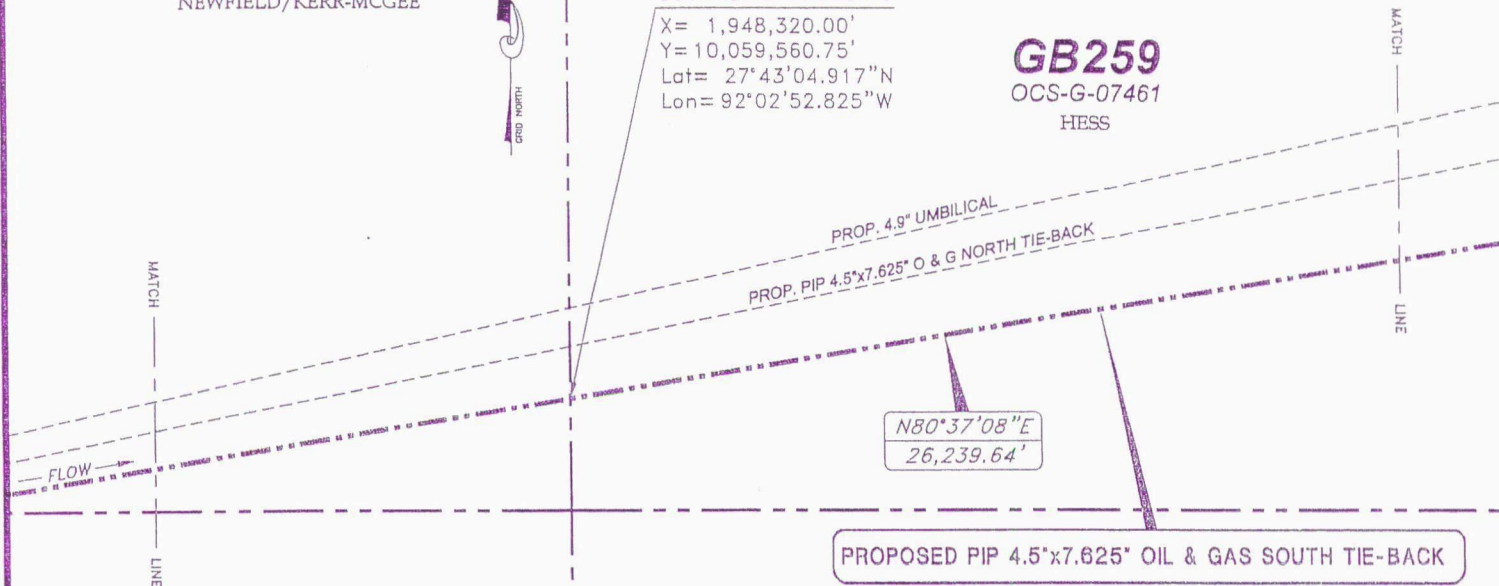 NEWFIELD/KERR-MCGEE
GRID NORTH
X= 1,948,320.00'
Y= 10,059,560.75'
Lat= 27°43'04.917"N
Lon= 92°02'52.825"W
GB259
OCS-G-07461
HESS
MATCH
LINE
MATCH
LINE
PROP. 4.9" UMBILICAL
PROP. PIP 4.5"x7.625" O & G NORTH TIE-BACK
FLOW
N80°37'08"E
26,239.64'
PROPOSED PIP 4.5"x7.625" OIL & GAS SOUTH TIE-BACK